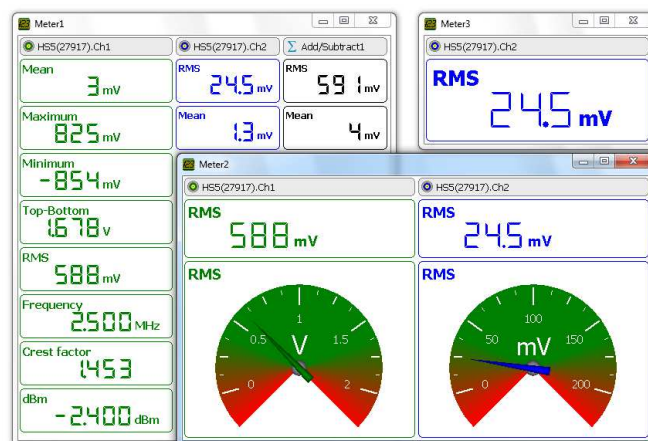 Meter1
HS5(27917).Ch1
HS5(27917).Ch2
Σ Add/Subtract1
Mean
3 mV
RMS
24.5 mV
RMS
591 mV
Maximum
825 mV
Mean
1.3 mV
Mean
4 mV
Minimum
-854 mV
Top-Bottom
1.678 V
RMS
588 mV
Frequency
2.500 MHz
Crest factor
1.453
dBm
-2.400 dBm
Meter3
HS5(27917).Ch2
RMS
24.5 mV
Meter2
HS5(27917).Ch1
HS5(27917).Ch2
RMS
588 mV
RMS
24.5 mV
RMS
0
0.5
1
1.5
2
V
RMS
0
50
100
150
200
mV